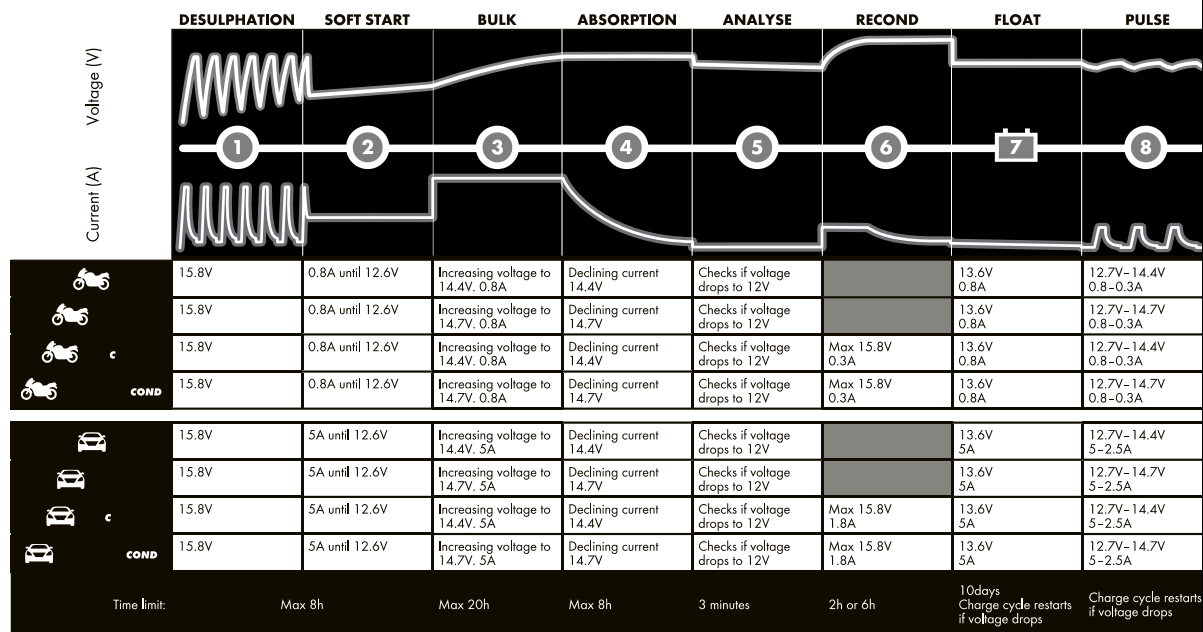 DESULPHATION SOFT START BULK ABSORPTION ANALYSE RECOND FLOAT PULSE
Voltage (V)
1 2 3 4 5 6 7 8
Current (A)
15.8V 0.8A until 12.6V Increasing voltage to Declining current Checks if voltage 13.6V 12.7V–14.4V
14.4V. 0.8A 14.4V drops to 12V 0.8A 0.8–0.3A
15.8V 0.8A until 12.6V Increasing voltage to Declining current Checks if voltage 13.6V 12.7V–14.7V
14.7V. 0.8A 14.7V drops to 12V 0.8A 0.8–0.3A
C 15.8V 0.8A until 12.6V Increasing voltage to Declining current Checks if voltage Max 15.8V 13.6V 12.7V–14.4V
14.4V. 0.8A 14.4V drops to 12V 0.3A 0.8A 0.8–0.3A
COND 15.8V 0.8A until 12.6V Increasing voltage to Declining current Checks if voltage Max 15.8V 13.6V 12.7V–14.7V
14.7V. 0.8A 14.7V drops to 12V 0.3A 0.8A 0.8–0.3A
15.8V 5A until 12.6V Increasing voltage to Declining current Checks if voltage 13.6V 12.7V–14.4V
14.4V. 5A 14.4V drops to 12V 5A 5–2.5A
15.8V 5A until 12.6V Increasing voltage to Declining current Checks if voltage 13.6V 12.7V–14.7V
14.7V. 5A 14.7V drops to 12V 5A 5–2.5A
C 15.8V 5A until 12.6V Increasing voltage to Declining current Checks if voltage Max 15.8V 13.6V 12.7V–14.4V
14.4V. 5A 14.4V drops to 12V 1.8A 5A 5–2.5A
COND 15.8V 5A until 12.6V Increasing voltage to Declining current Checks if voltage Max 15.8V 13.6V 12.7V–14.7V
14.7V. 5A 14.7V drops to 12V 1.8A 5A 5–2.5A
Time limit: Max 8h Max 20h Max 8h 3 minutes 2h or 6h 10days
Charge cycle restarts
if voltage drops Charge cycle restarts
if voltage drops